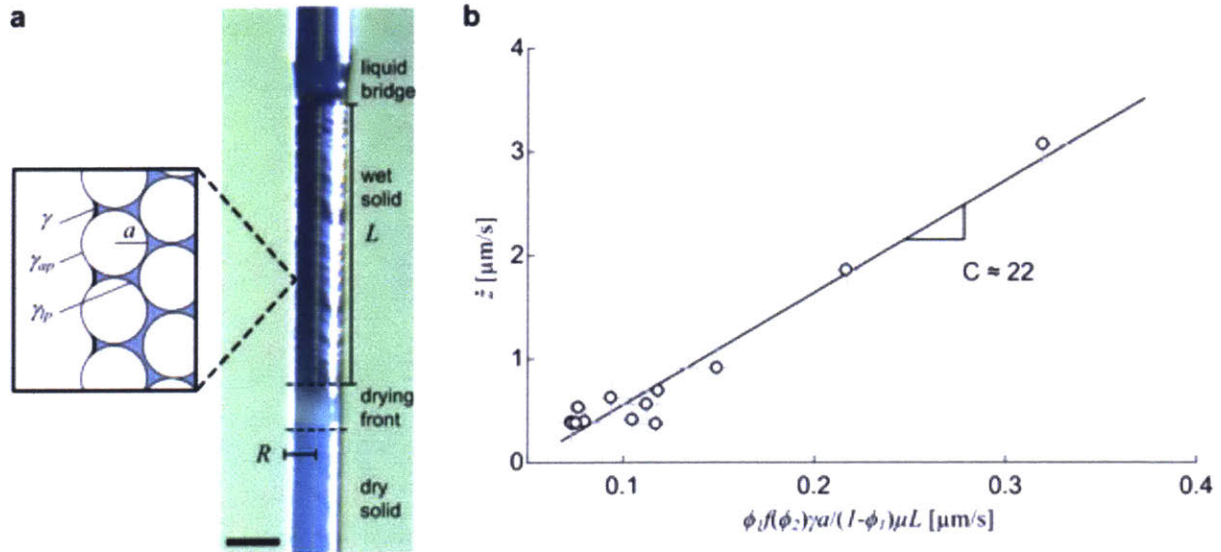 a
liquid
bridge
wet
solid
L
γ
a
γap
γlp
drying
front
R
dry
solid
b
4
3
2
1
0
ż [μm/s]
C ≈ 22
0.1
0.2
0.3
0.4
ϕ₁f(ϕ₂)γa/(1-ϕ₁)μL [μm/s]